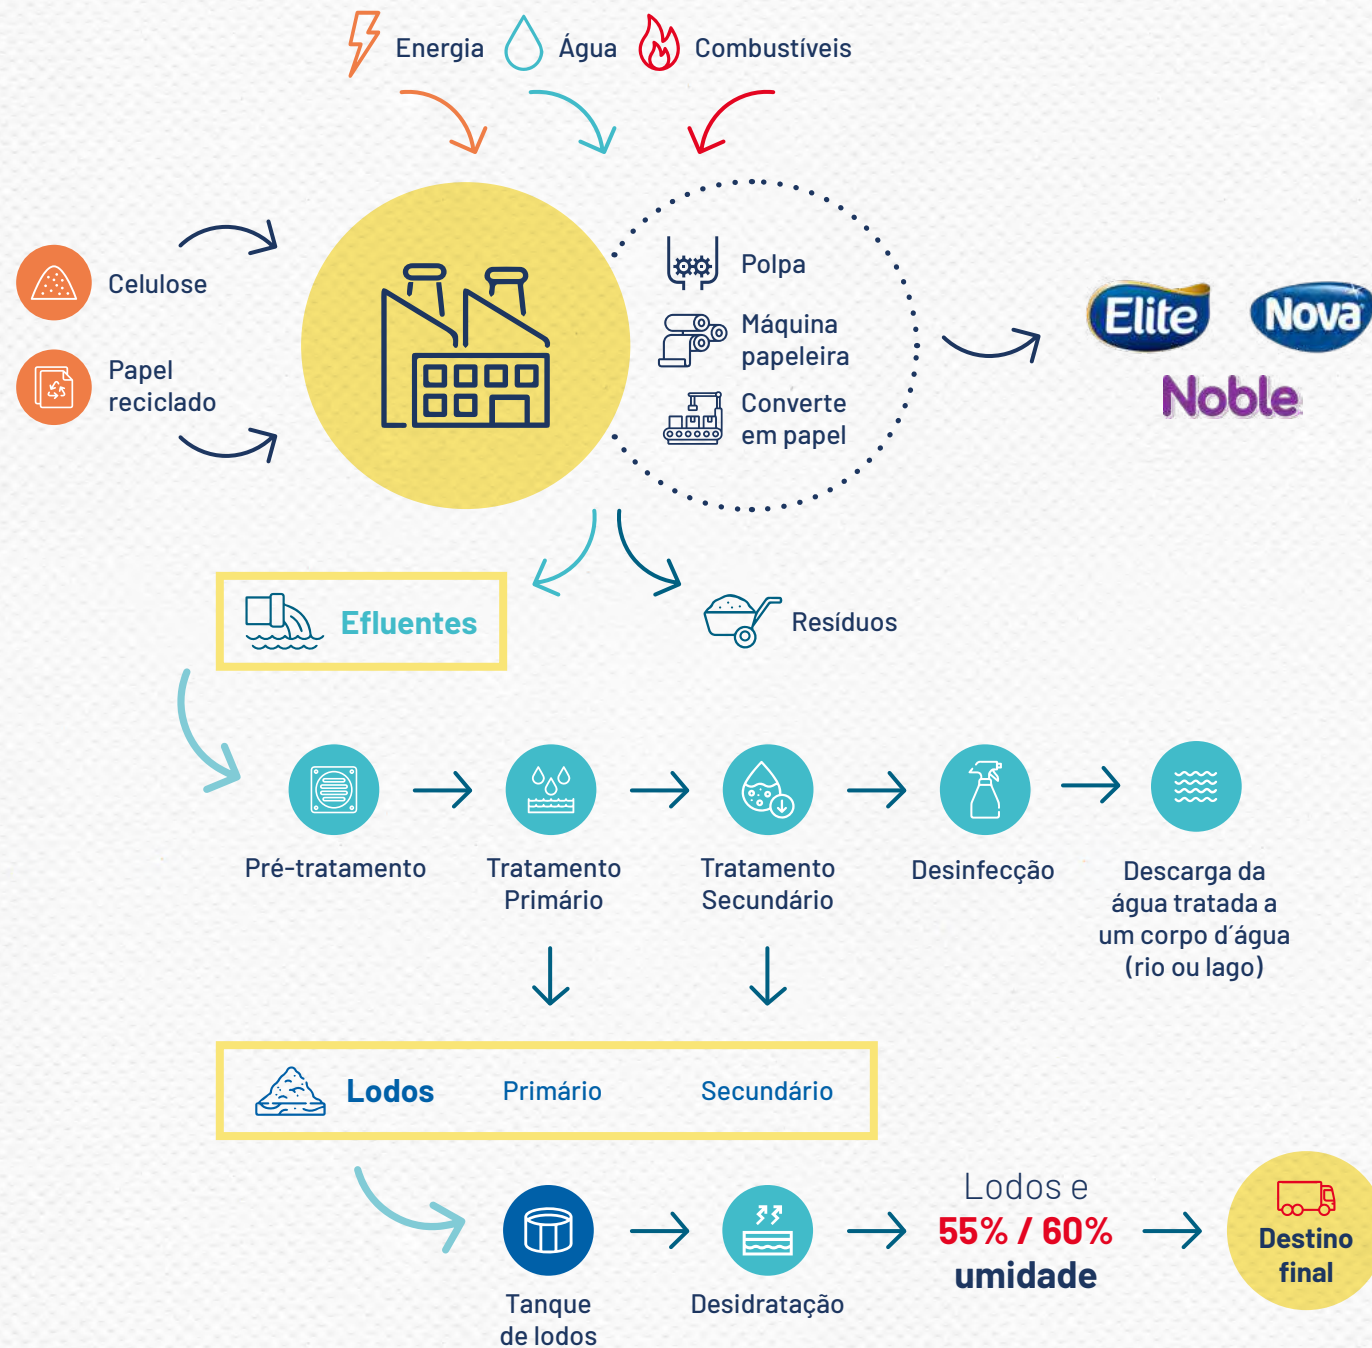 Energia
Água
Combustíveis
Celulose
Papel
reciclado
Polpa
Máquina
papeleira
Converte
em papel
Elite
Nova
Noble
Efluentes
Resíduos
Pré-tratamento
Tratamento
Primário
Tratamento
Secundário
Desinfecção
Descarga da
água tratada a
um corpo d´água
(rio ou lago)
Lodos
Primário
Secundário
Tanque
de lodos
Desidratação
Lodos e
55% / 60%
umidade
Destino
final